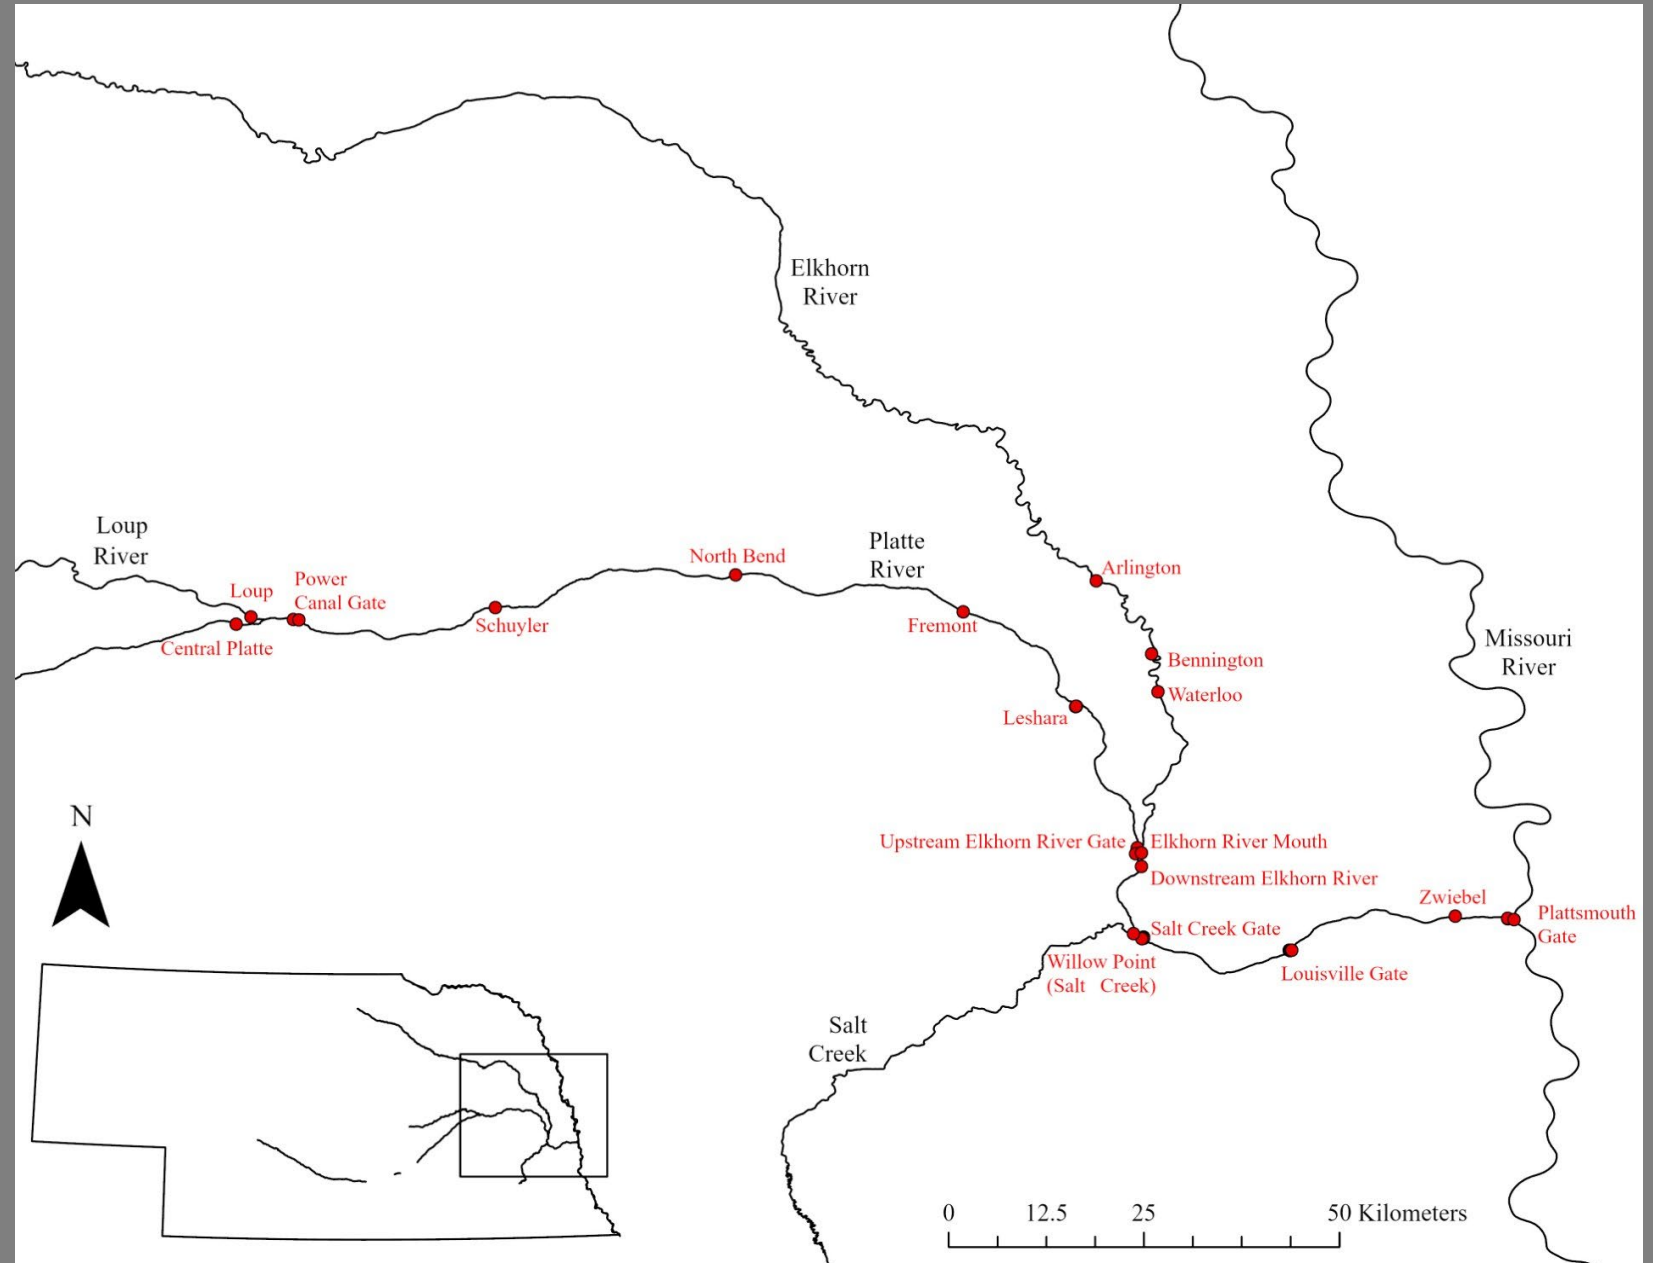 Elkhorn
River
Loup
River
Platte
River
North Bend
Arlington
Loup
Power
Canal Gate
Schuyler
Fremont
Central Platte
Missouri
River
Bennington
Waterloo
Leshara
N
Upstream Elkhorn River Gate
Elkhorn River Mouth
Downstream Elkhorn River
Zwiebel
Plattsmouth
Gate
Salt Creek Gate
Willow Point
(Salt Creek)
Louisville Gate
Salt
Creek
0 12.5 25 50 Kilometers